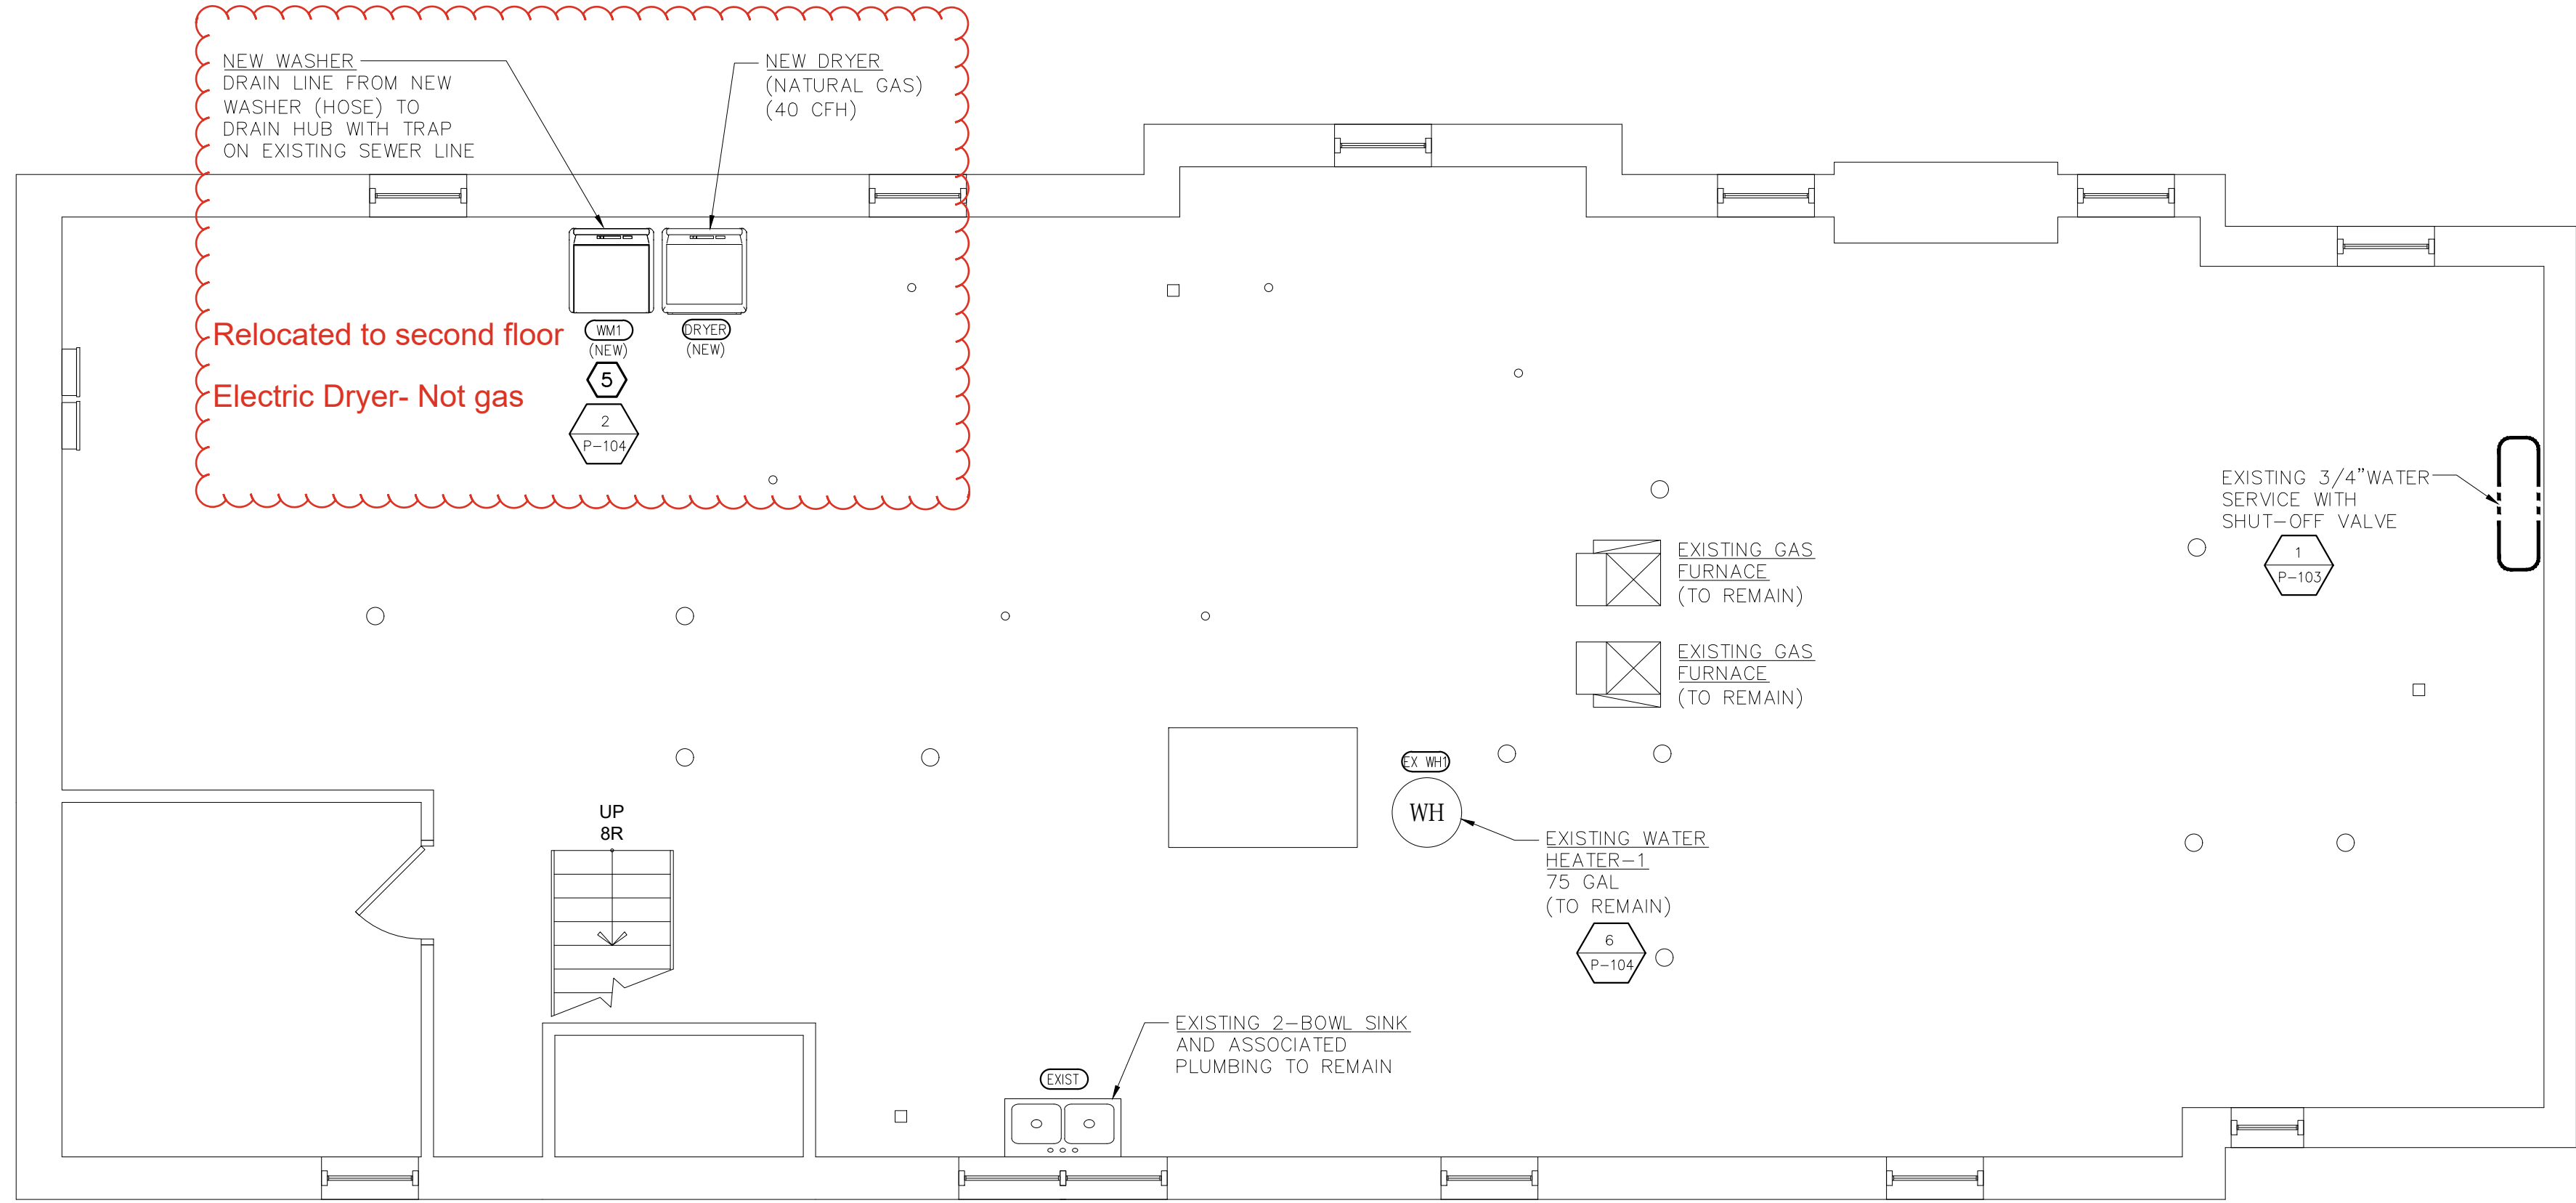 NEW WASHER
DRAIN LINE FROM NEW
WASHER (HOSE) TO
DRAIN HUB WITH TRAP
ON EXISTING SEWER LINE
NEW DRYER
(NATURAL GAS)
(40 CFH)
Relocated to second floor
Electric Dryer- Not gas
WM1
(NEW)
5
2
P-104
DRYER
(NEW)
EXISTING 3/4"WATER
SERVICE WITH
SHUT-OFF VALVE
1
P-103
EXISTING GAS
FURNACE
(TO REMAIN)
EXISTING GAS
FURNACE
(TO REMAIN)
UP
8R
EX WH1
WH
EXISTING WATER
HEATER-1
75 GAL
(TO REMAIN)
6
P-104
EXISTING 2-BOWL SINK
AND ASSOCIATED
PLUMBING TO REMAIN
EXIST